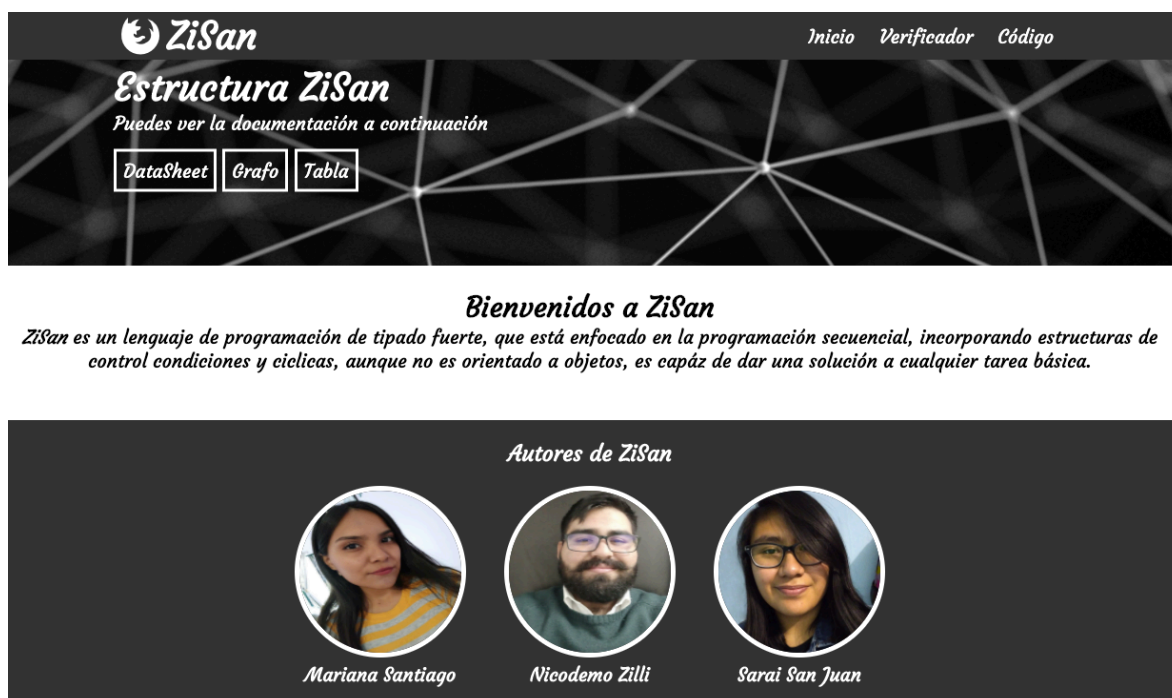 ZiSan
Inicio Verificador Código
Estructura ZiSan
Puedes ver la documentación a continuación
DataSheet Grafo Tabla
Bienvenidos a ZiSan
ZiSan es un lenguaje de programación de tipado fuerte, que está enfocado en la programación secuencial, incorporando estructuras de
control condiciones y ciclicas, aunque no es orientado a objetos, es capáz de dar una solución a cualquier tarea básica.
Autores de ZiSan
Mariana Santiago Nicodemo Zilli Sarai San Juan